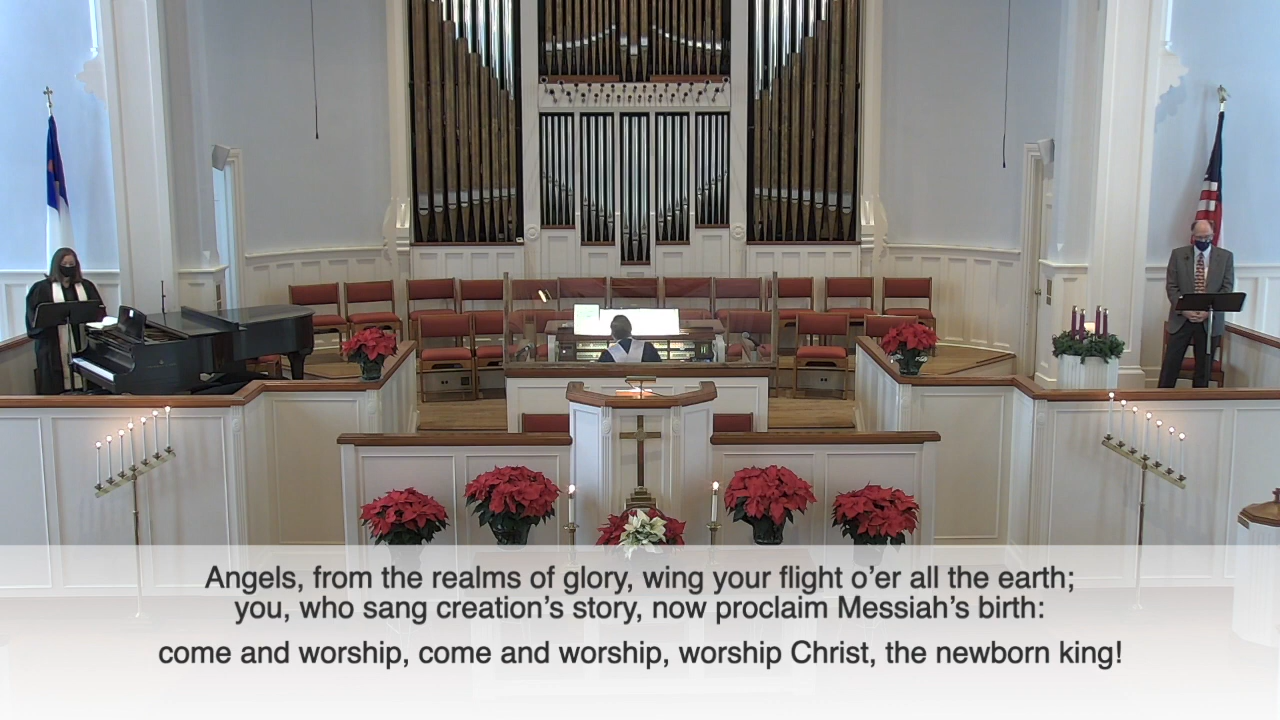 Angels, from the realms of glory, wing your flight o’er all the earth;
you, who sang creation’s story, now proclaim Messiah’s birth:
come and worship, come and worship, worship Christ, the newborn king!